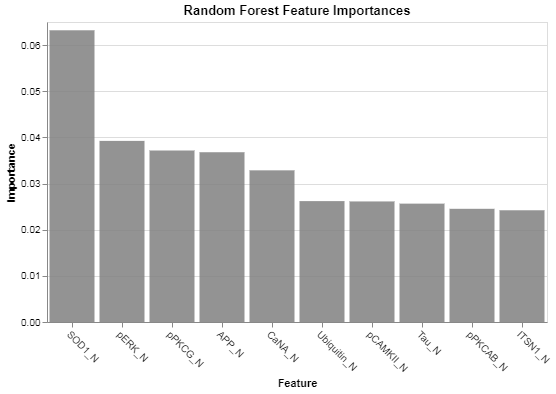 Random Forest Feature Importances
Importance
0.06
0.05
0.04
0.03
0.02
0.01
0.00
SOD1_N
pERK_N
pPKCG_N
APP_N
CaNA_N
Ubiquitin_N
pCAMKII_N
Tau_N
pPKCAB_N
ITSN1_N
Feature